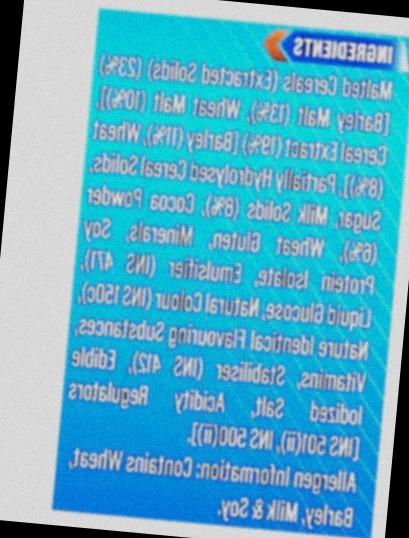 INGREDIENTS
Malted Cereals (Extracted Solids) (23%)
[Barley Malt (13%), Wheat Malt (10%)],
Cereal Extract (19%) [Barley (11%), Wheat
(8%)], Partially Hydrolysed Cereal Solids,
Sugar, Milk Solids (8%), Cocoa Powder
(6%), Wheat Gluten, Minerals, Soy
Protein Isolate, Emulsifier (INS 471),
Liquid Glucose, Natural Colour (INS 150c),
Nature Identical Flavouring Substances,
Vitamins, Stabiliser (INS 412), Edible
Iodized Salt, Acidity Regulators
[INS 501(ii), INS 500(ii)].
Allergen Information: Contains Wheat,
Barley, Milk & Soy.